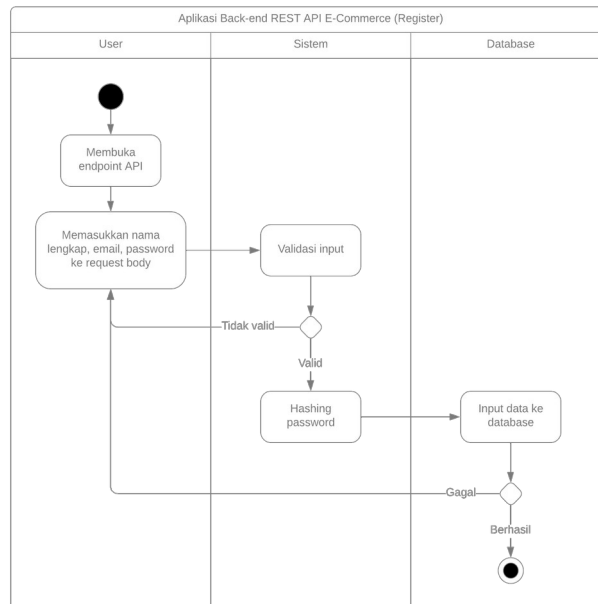 Aplikasi Back-end REST API E-Commerce (Register)
User
Sistem
Database
Membuka
endpoint API
Memasukkan nama
lengkap, email, password
ke request body
Validasi input
Tidak valid
Valid
Hashing
password
Input data ke
database
Gagal
Berhasil